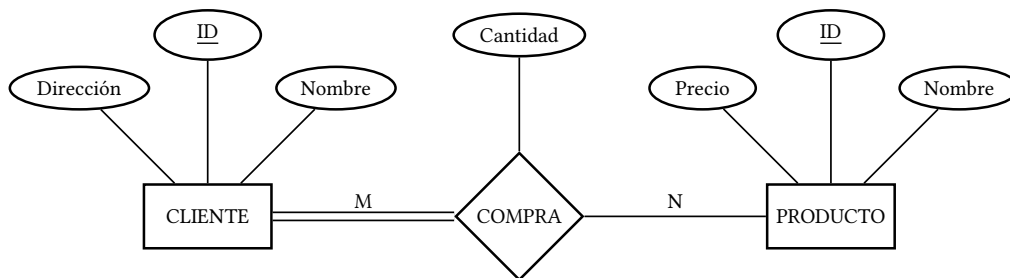 ID
Cantidad
ID
Dirección
Nombre
Precio
Nombre
CLIENTE
M
COMPRA
N
PRODUCTO